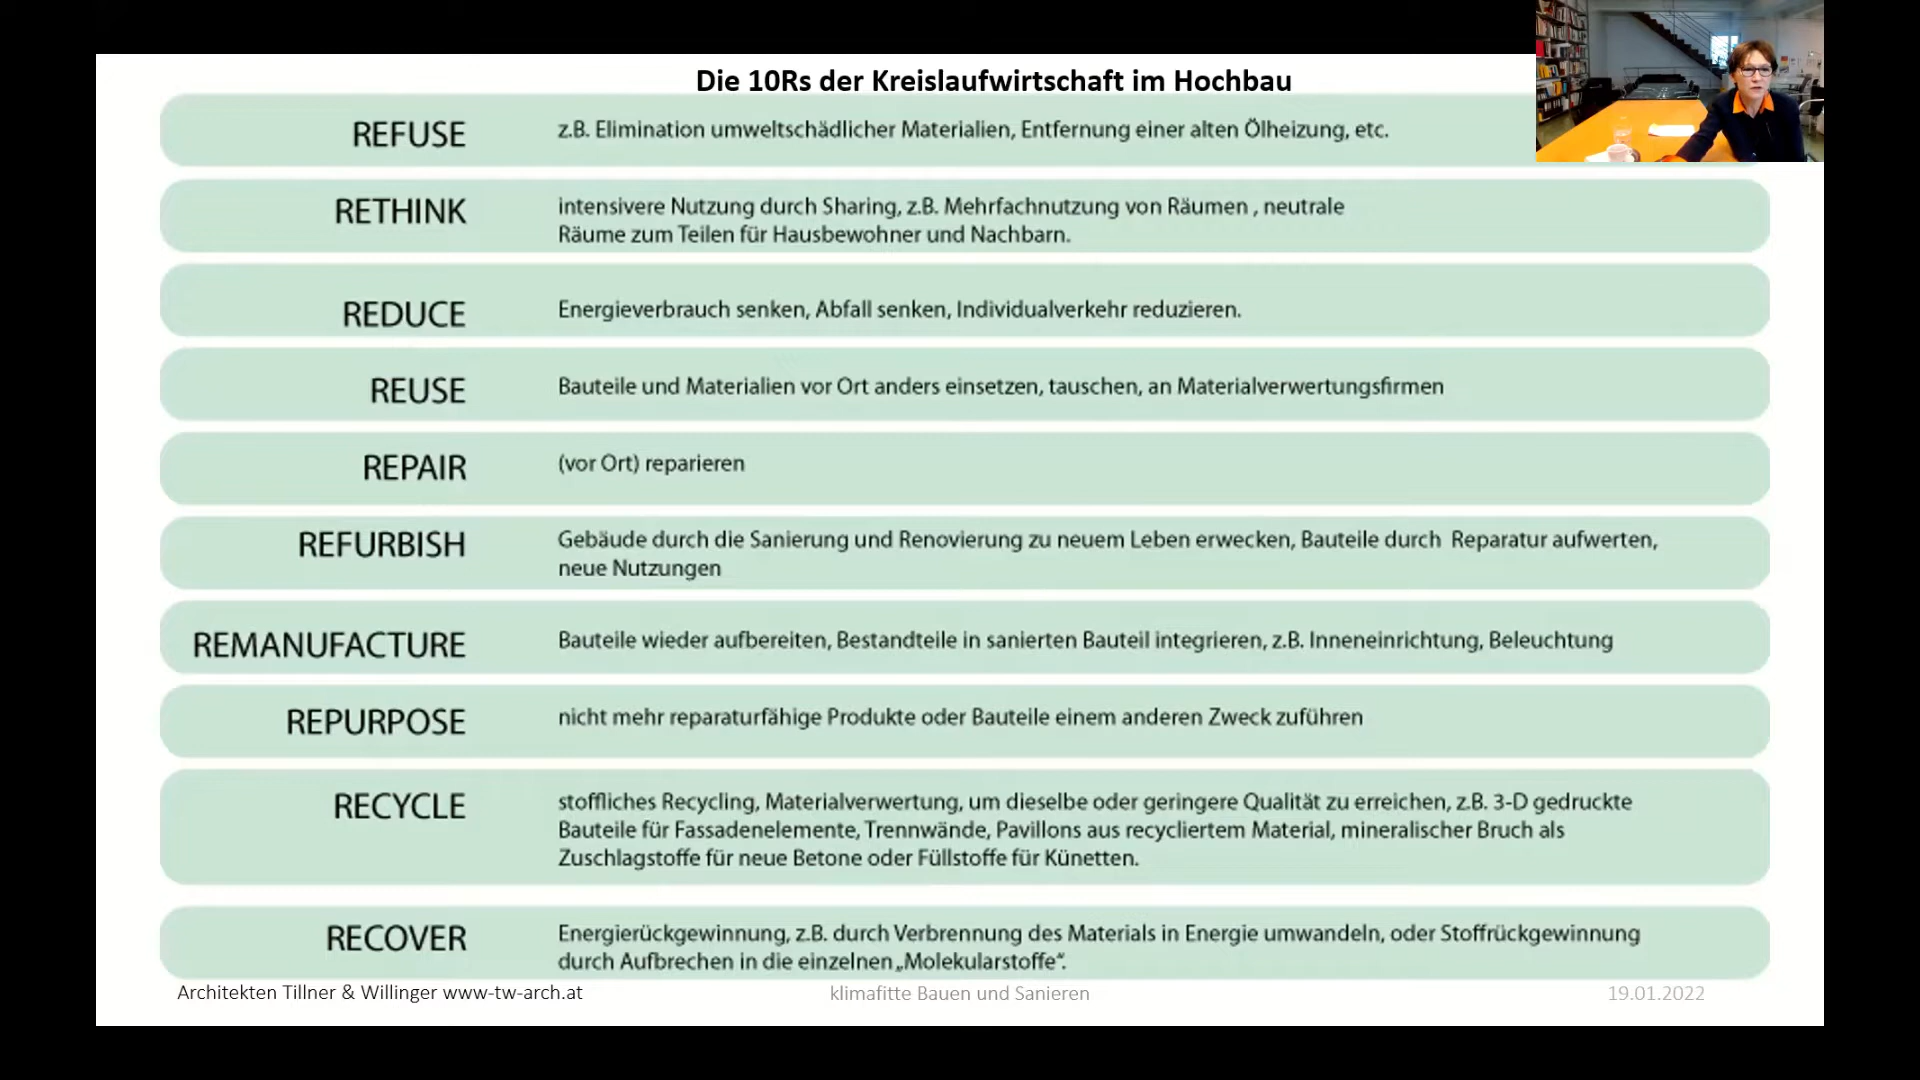 Die 10Rs der Kreislaufwirtschaft im Hochbau
REFUSE
z.B. Elimination umweltschädlicher Materialien, Entfernung einer alten Ölheizung, etc.
RETHINK
intensivere Nutzung durch Sharing, z.B. Mehrfachnutzung von Räumen , neutrale
Räume zum Teilen für Hausbewohner und Nachbarn.
REDUCE
Energieverbrauch senken, Abfall senken, Individualverkehr reduzieren.
REUSE
Bauteile und Materialien vor Ort anders einsetzen, tauschen, an Materialverwertungsfirmen
REPAIR
(vor Ort) reparieren
REFURBISH
Gebäude durch die Sanierung und Renovierung zu neuem Leben erwecken, Bauteile durch Reparatur aufwerten,
neue Nutzungen
REMANUFACTURE
Bauteile wieder aufbereiten, Bestandteile in sanierten Bauteil integrieren, z.B. Inneneinrichtung, Beleuchtung
REPURPOSE
nicht mehr reparaturfähige Produkte oder Bauteile einem anderen Zweck zuführen
RECYCLE
stoffliches Recycling, Materialverwertung, um dieselbe oder geringere Qualität zu erreichen, z.B. 3-D gedruckte
Bauteile für Fassadenelemente, Trennwände, Pavillons aus recycliertem Material, mineralischer Bruch als
Zuschlagstoffe für neue Betone oder Füllstoffe für Künetten.
RECOVER
Energierückgewinnung, z.B. durch Verbrennung des Materials in Energie umwandeln, oder Stoffrückgewinnung
durch Aufbrechen in die einzelnen „Molekularstoffe“.
Architekten Tillner & Willinger www-tw-arch.at
klimafitte Bauen und Sanieren
19.01.2022